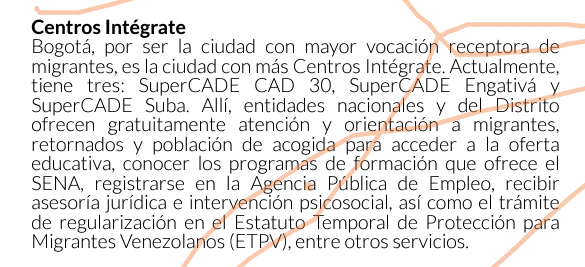 Centros Intégrate
Bogotá, por ser la ciudad con mayor vocación receptora de
migrantes, es la ciudad con más Centros Intégrate. Actualmente,
tiene tres: SuperCADE CAD 30, SuperCADE Engativá y
SuperCADE Suba. Allí, entidades nacionales y del Distrito
ofrecen gratuitamente atención y orientación a migrantes,
retornados y población de acogida para acceder a la oferta
educativa, conocer los programas de formación que ofrece el
SENA, registrarse en la Agencia Pública de Empleo, recibir
asesoría jurídica e intervención psicosocial, así como el trámite
de regularización en el Estatuto Temporal de Protección para
Migrantes Venezolanos (ETPV), entre otros servicios.